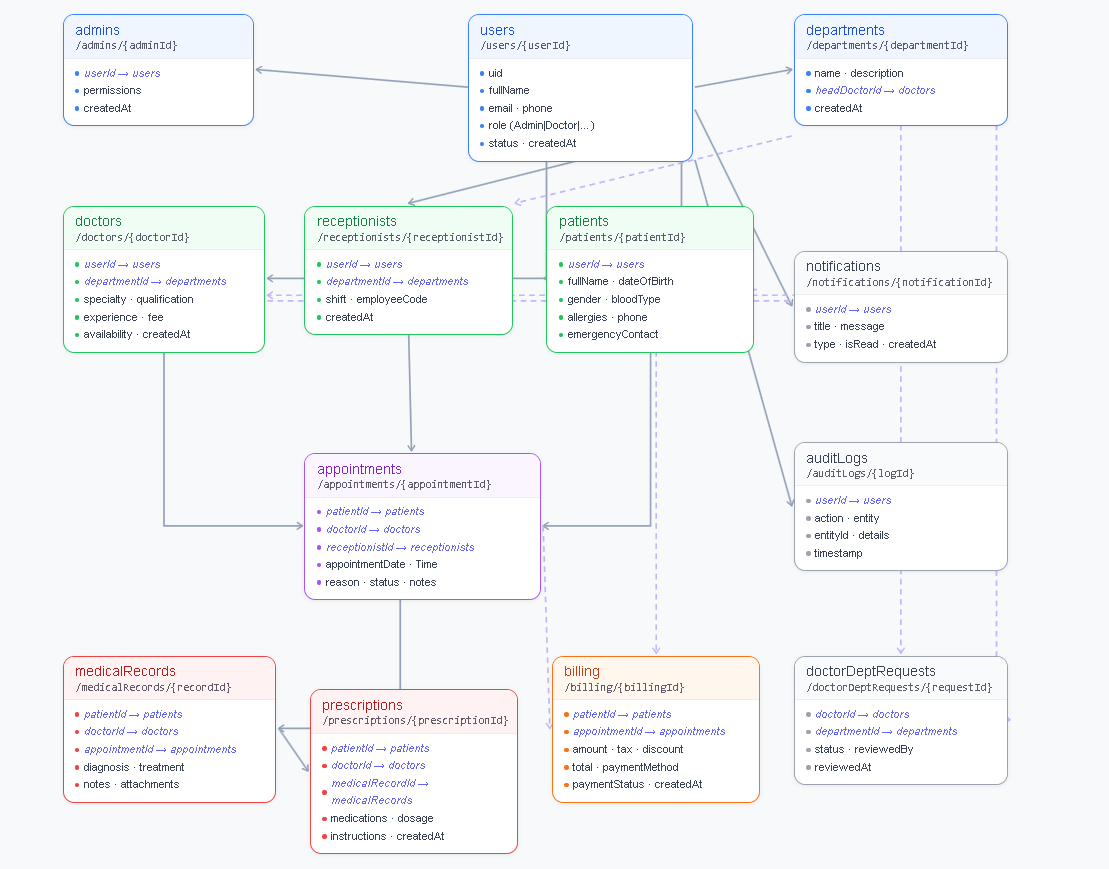 admins
/admins/{adminId}
userId → users
permissions
createdAt
users
/users/{userId}
uid
fullName
email · phone
role (Admin|Doctor|...)
status · createdAt
departments
/departments/{departmentId}
name · description
headDoctorId → doctors
createdAt
doctors
/doctors/{doctorId}
userId → users
departmentId → departments
specialty · qualification
experience · fee
availability · createdAt
receptionists
/receptionists/{receptionistId}
userId → users
departmentId → departments
shift · employeeCode
createdAt
patients
/patients/{patientId}
userId → users
fullName · dateOfBirth
gender · bloodType
allergies · phone
emergencyContact
notifications
/notifications/{notificationId}
userId → users
title · message
type · isRead · createdAt
appointments
/appointments/{appointmentId}
patientId → patients
doctorId → doctors
receptionistId → receptionists
appointmentDate · Time
reason · status · notes
auditLogs
/auditLogs/{logId}
userId → users
action · entity
entityId · details
timestamp
medicalRecords
/medicalRecords/{recordId}
patientId → patients
doctorId → doctors
appointmentId → appointments
diagnosis · treatment
notes · attachments
prescriptions
/prescriptions/{prescriptionId}
patientId → patients
doctorId → doctors
medicalRecordId →
medicalRecords
medications · dosage
instructions · createdAt
billing
/billing/{billingId}
patientId → patients
appointmentId → appointments
amount · tax · discount
total · paymentMethod
paymentStatus · createdAt
doctorDeptRequests
/doctorDeptRequests/{requestId}
doctorId → doctors
departmentId → departments
status · reviewedBy
reviewedAt